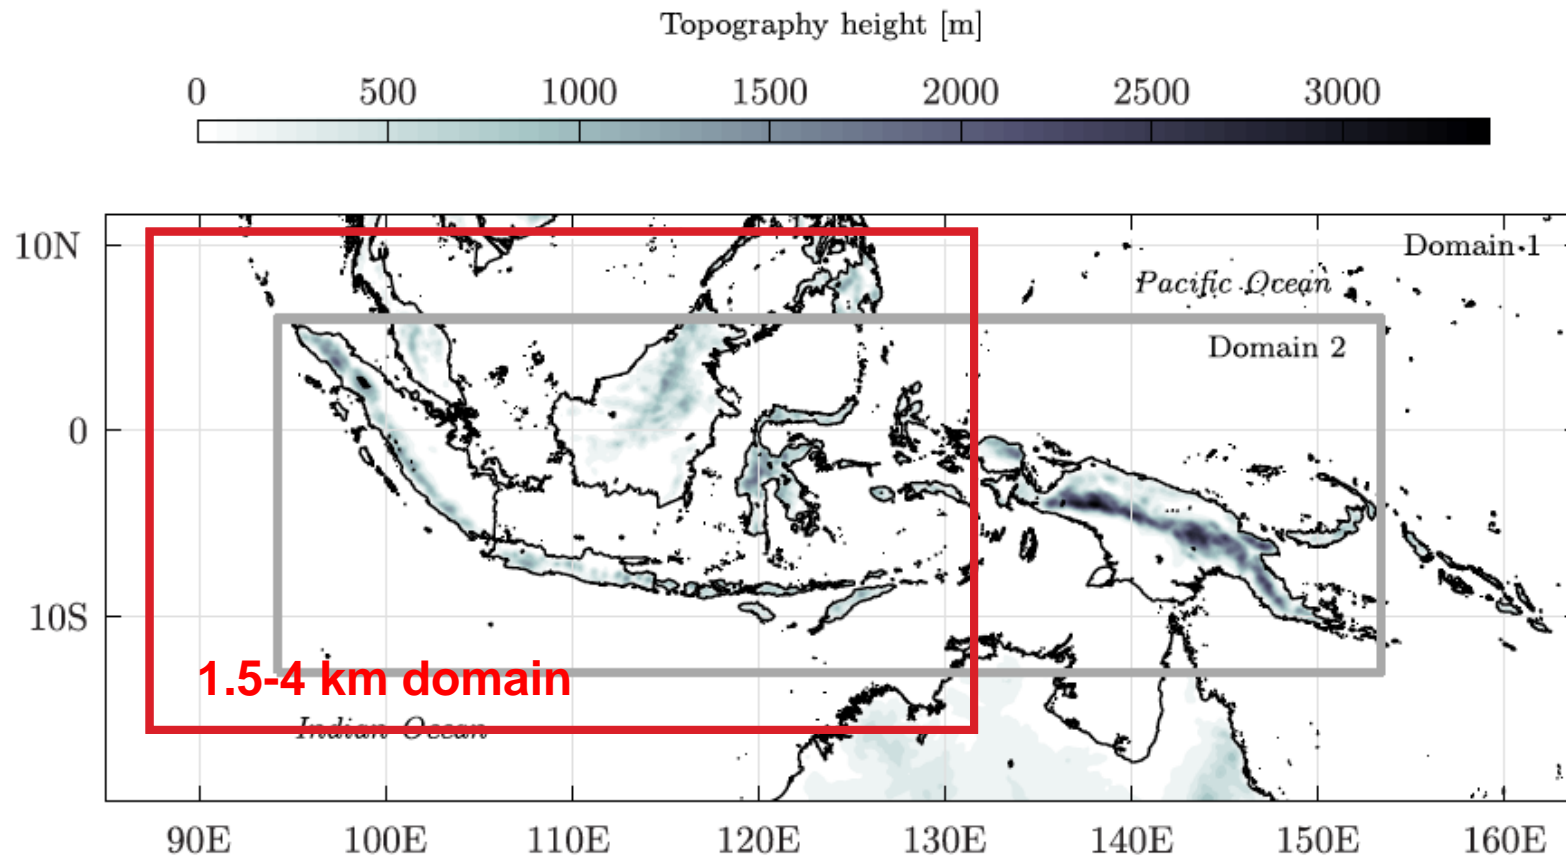 Topography height [m]
0 500 1000 1500 2000 2500 3000
10N
Domain 1
Pacific Ocean
Domain 2
0
10S
1.5-4 km domain
Indian Ocean
90E 100E 110E 120E 130E 140E 150E 160E